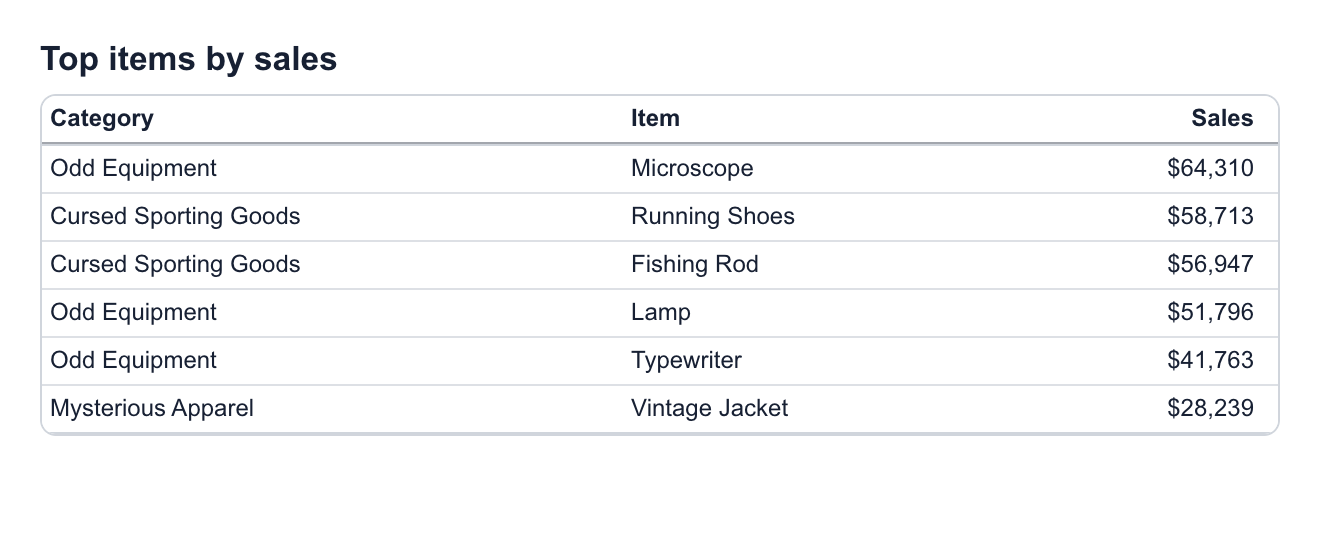 Top items by sales
Category Item Sales
Odd Equipment Microscope $64,310
Cursed Sporting Goods Running Shoes $58,713
Cursed Sporting Goods Fishing Rod $56,947
Odd Equipment Lamp $51,796
Odd Equipment Typewriter $41,763
Mysterious Apparel Vintage Jacket $28,239